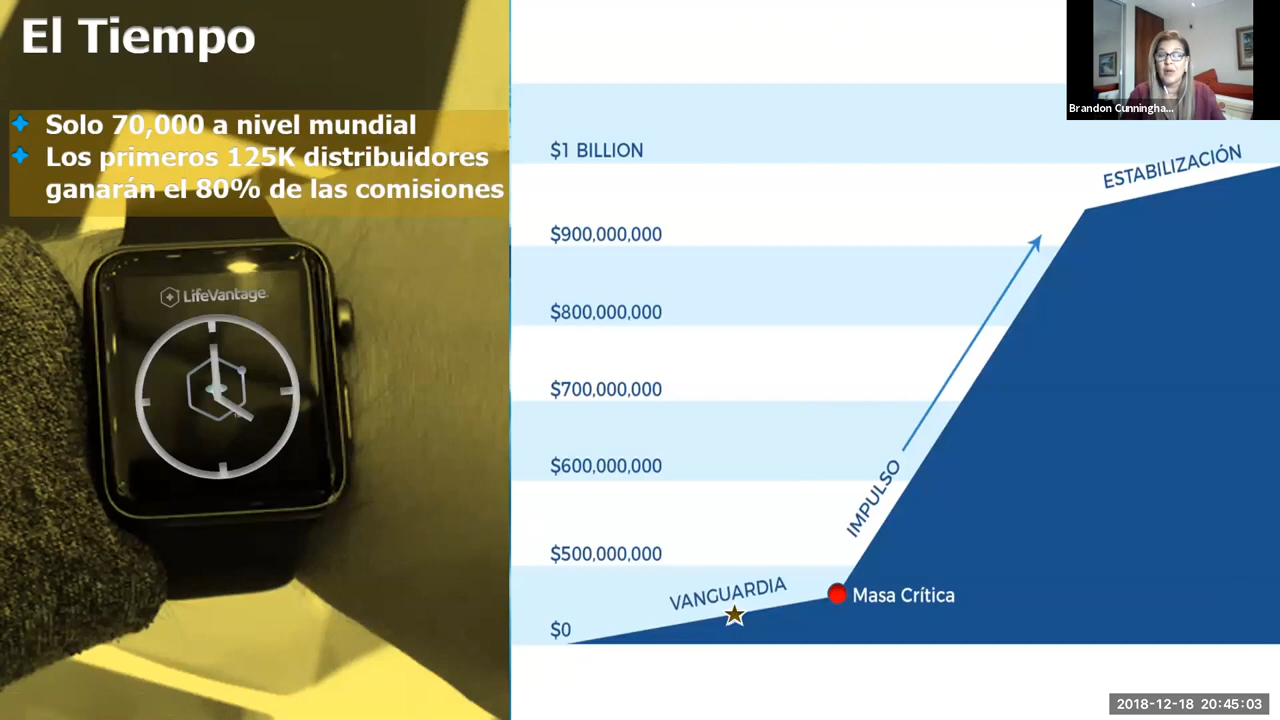 El Tiempo
Solo 70,000 a nivel mundial
Los primeros 125K distribuidores
ganarán el 80% de las comisiones
LifeVantage
$1 BILLION
$900,000,000
$800,000,000
$700,000,000
$600,000,000
$500,000,000
$0
VANGUARDIA
Masa Crítica
IMPULSO
ESTABILIZACIÓN
Brandon Cunningha...
2018-12-18 20:45:03